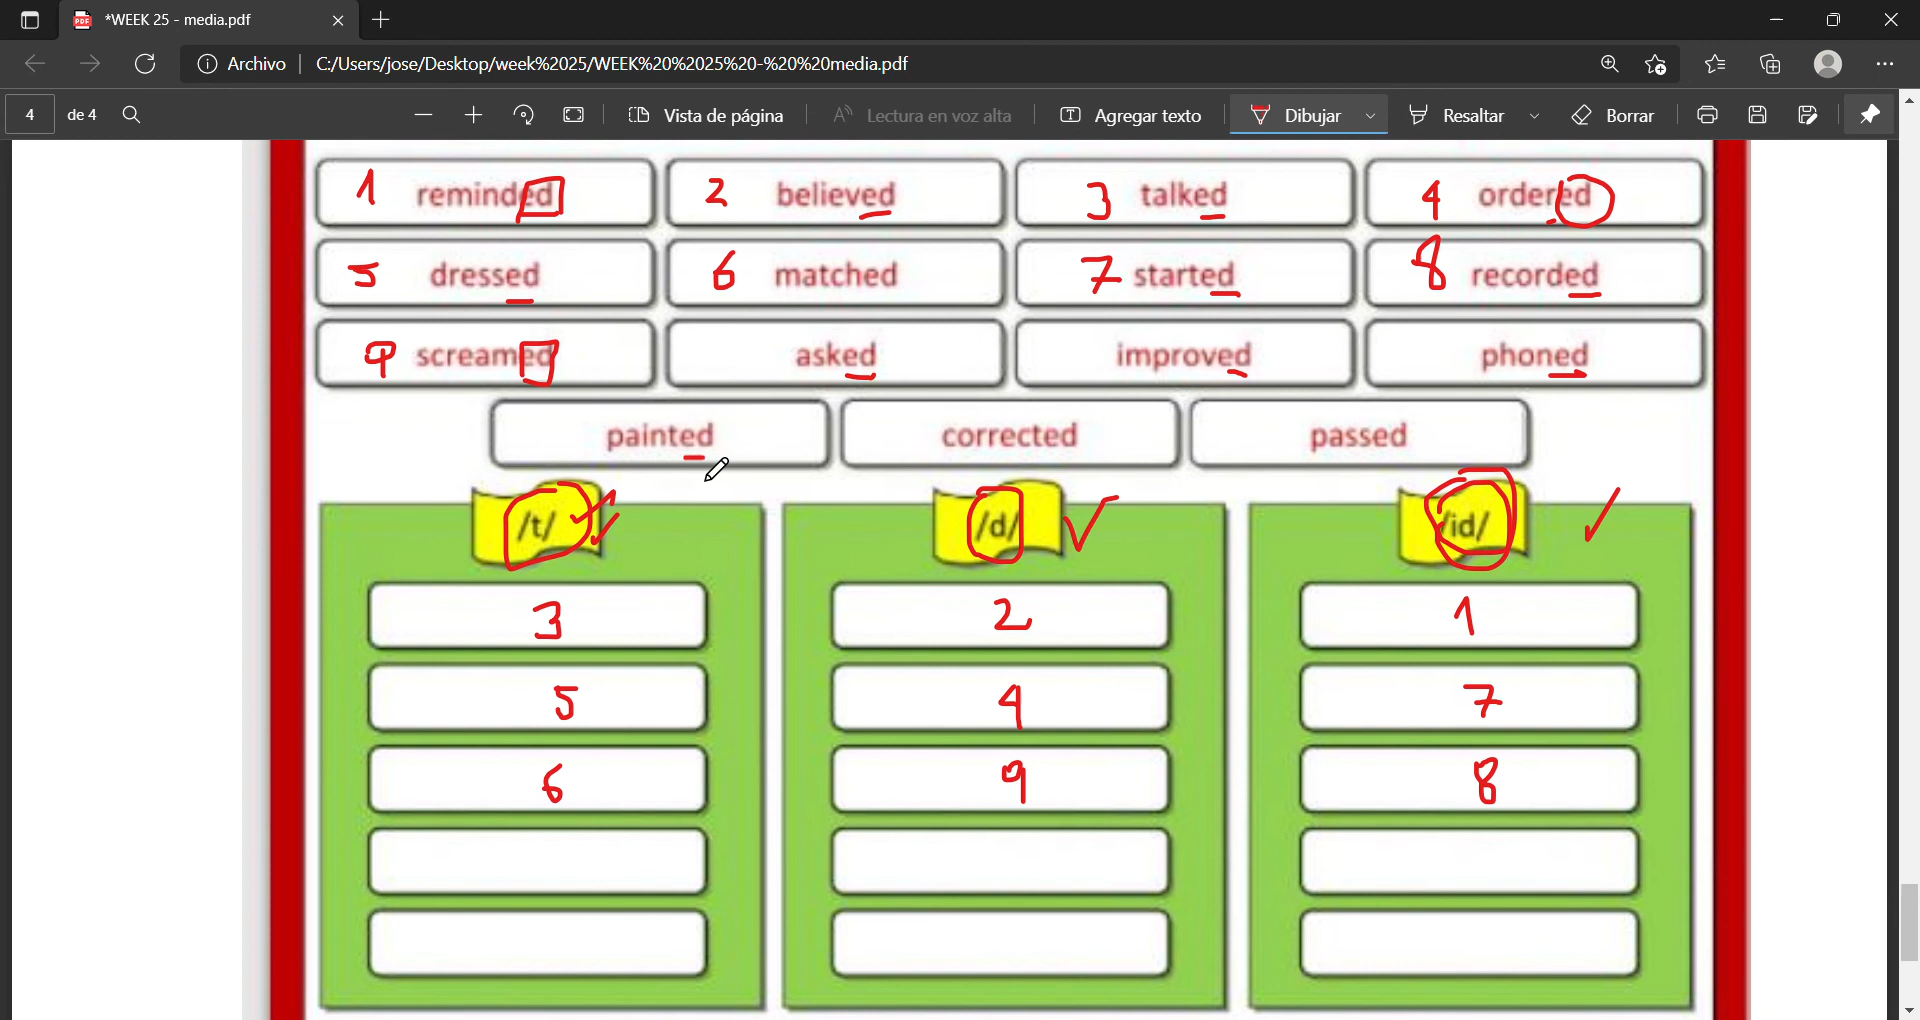 *WEEK 25 - media.pdf
Archivo C:/Users/jose/Desktop/week%2025/WEEK%20%2025%20-%20%20media.pdf
4 de 4 Vista de página Lectura en voz alta Agregar texto Dibujar Resaltar Borrar
1 reminded 2 believed 3 talked 4 ordered
5 dressed 6 matched 7 started 8 recorded
9 screamed asked improved phoned
painted corrected passed
/t/ /d/ /id/
3 2 1
5 4 7
6 9 8